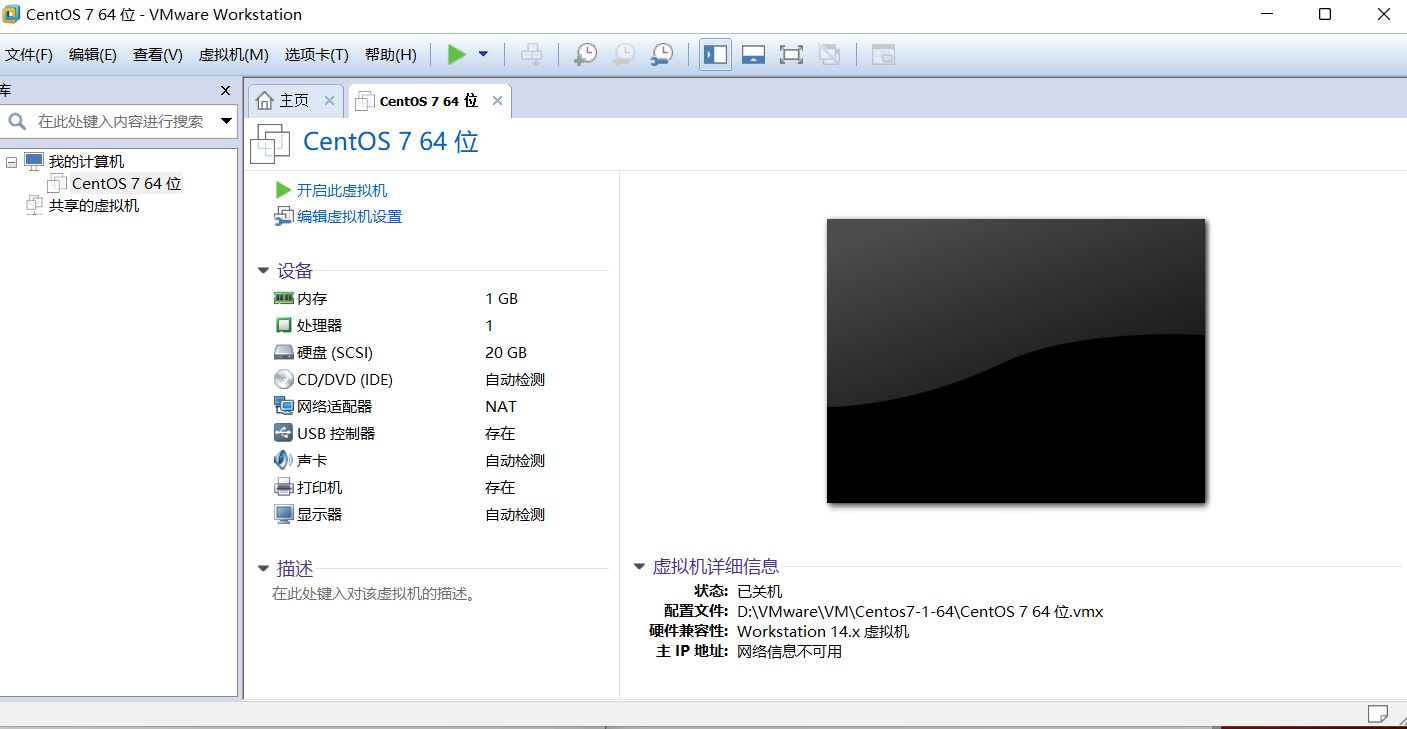 CentOS 7 64 位 - VMware Workstation
文件(F) 编辑(E) 查看(V) 虚拟机(M) 选项卡(T) 帮助(H)
库
在此处键入内容进行搜索
我的计算机
CentOS 7 64 位
共享的虚拟机
主页
CentOS 7 64 位
CentOS 7 64 位
开启此虚拟机
编辑虚拟机设置
设备
内存 1 GB
处理器 1
硬盘 (SCSI) 20 GB
CD/DVD (IDE) 自动检测
网络适配器 NAT
USB 控制器 存在
声卡 自动检测
打印机 存在
显示器 自动检测
描述
在此处键入对该虚拟机的描述。
虚拟机详细信息
状态: 已关机
配置文件: D:\VMware\VM\Centos7-1-64\CentOS 7 64 位.vmx
硬件兼容性: Workstation 14.x 虚拟机
主 IP 地址: 网络信息不可用